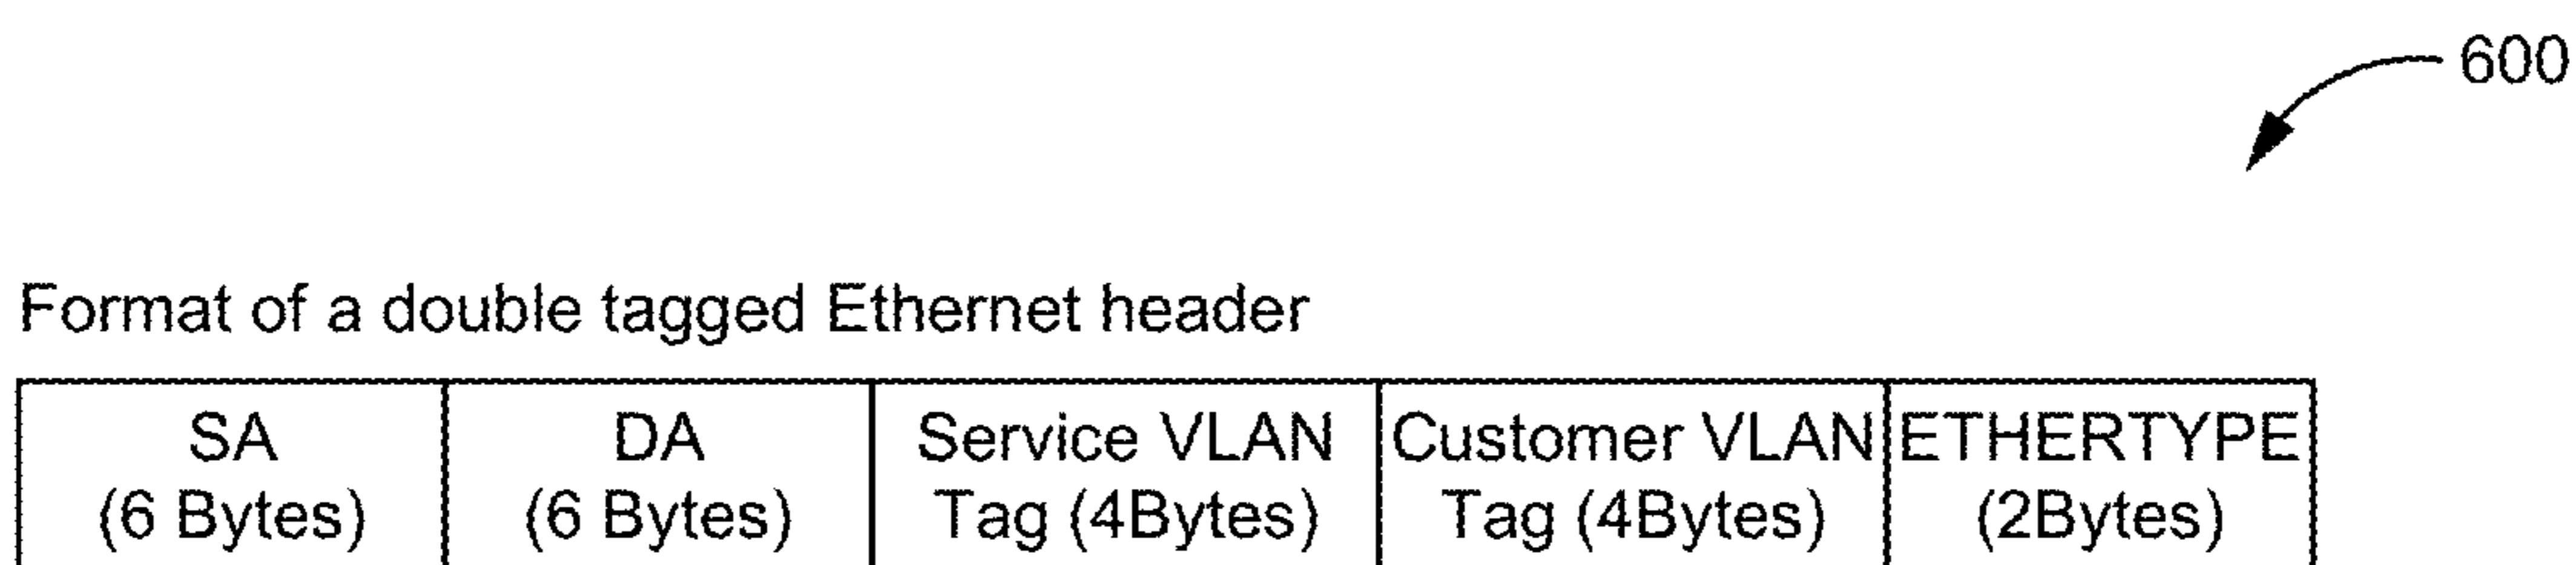 600
Format of a double tagged Ethernet header
SA DA Service VLAN Customer VLAN ETHERTYPE
(6 Bytes) (6 Bytes) Tag (4Bytes) Tag (4Bytes) (2Bytes)